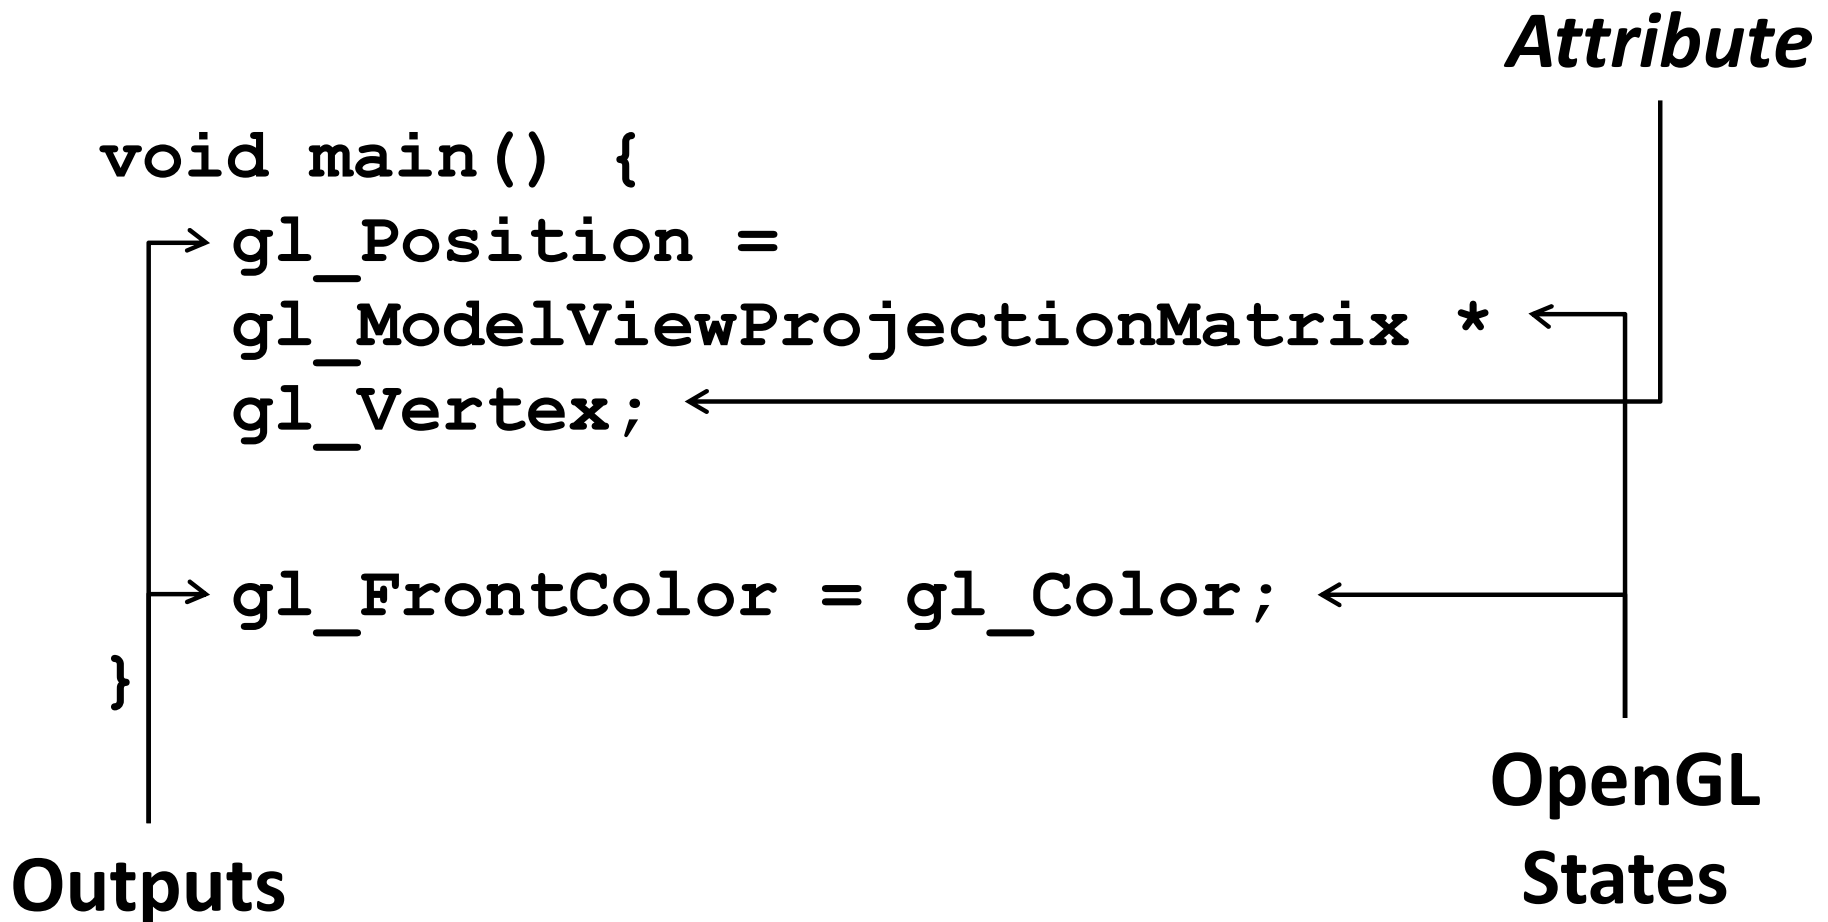 Attribute
void main() {
gl_Position =
gl_ModelViewProjectionMatrix *
gl_Vertex;
gl_FrontColor = gl_Color;
}
OpenGL
States
Outputs